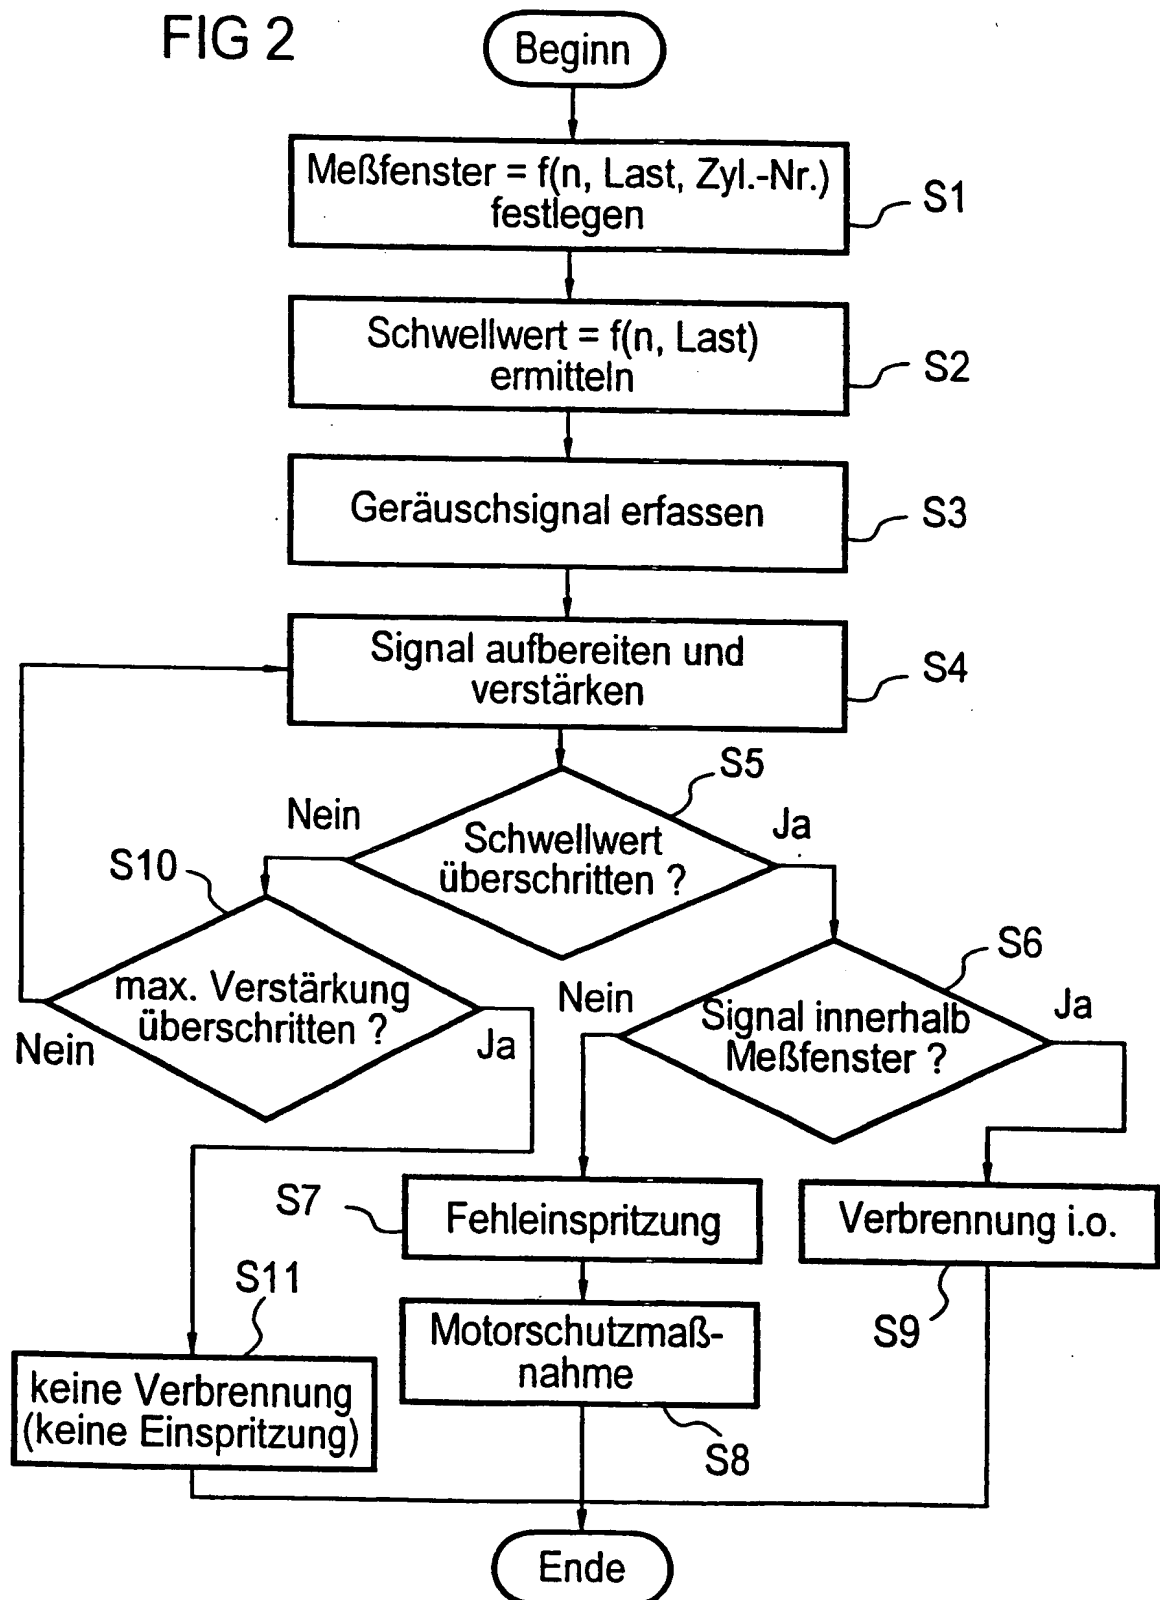 FIG 2
Beginn
Meßfenster = f(n, Last, Zyl.-Nr.)
festlegen
S1
Schwellwert = f(n, Last)
ermitteln
S2
Geräuschsignal erfassen
S3
Signal aufbereiten und
verstärken
S4
S5
Nein
Schwellwert
überschritten ?
Ja
S10
max. Verstärkung
überschritten ?
Nein
Ja
S6
Nein
Signal innerhalb
Meßfenster ?
Ja
S7
Fehleinspritzung
Verbrennung i.o.
S9
S11
Motorschutzmaß-
nahme
S8
keine Verbrennung
(keine Einspritzung)
Ende